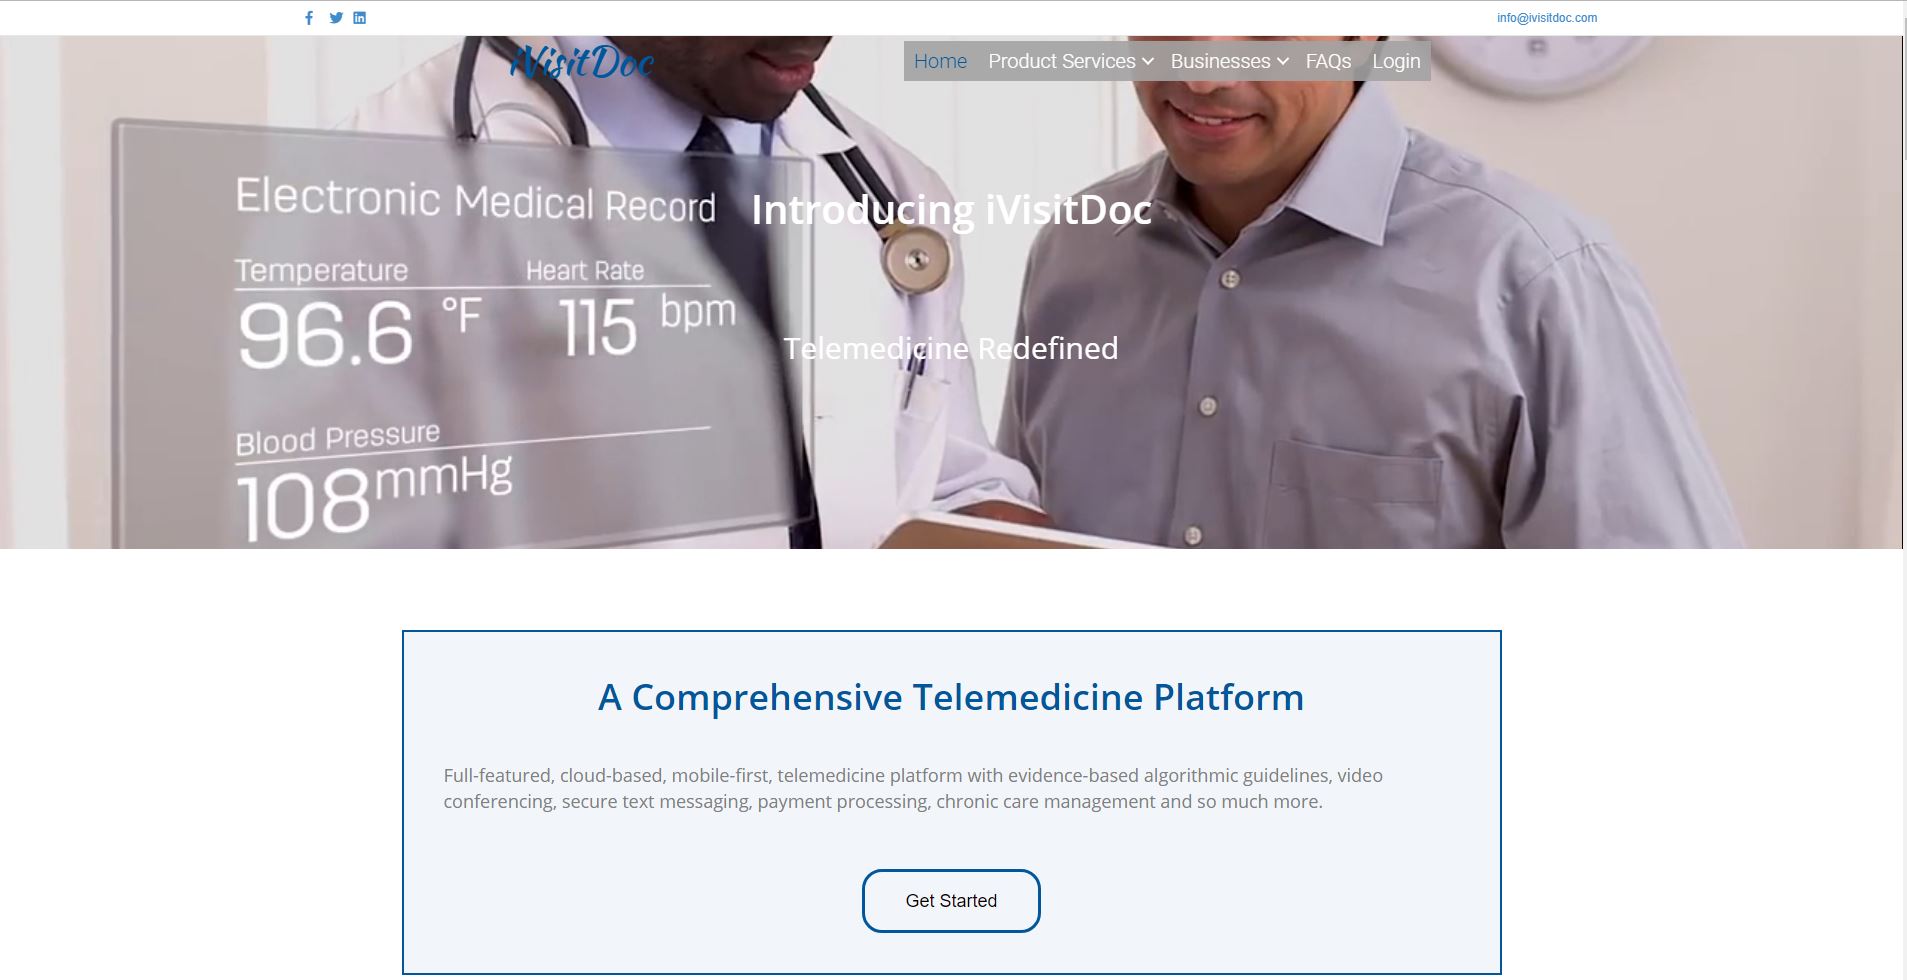 info@ivisitdoc.com
iVisitDoc
Home Product Services Businesses FAQs Login
Electronic Medical Record
Introducing iVisitDoc
Temperature Heart Rate
96.6 °F 115 bpm
Telemedicine Redefined
Blood Pressure
108 mmHg
A Comprehensive Telemedicine Platform
Full-featured, cloud-based, mobile-first, telemedicine platform with evidence-based algorithmic guidelines, video
conferencing, secure text messaging, payment processing, chronic care management and so much more.
Get Started